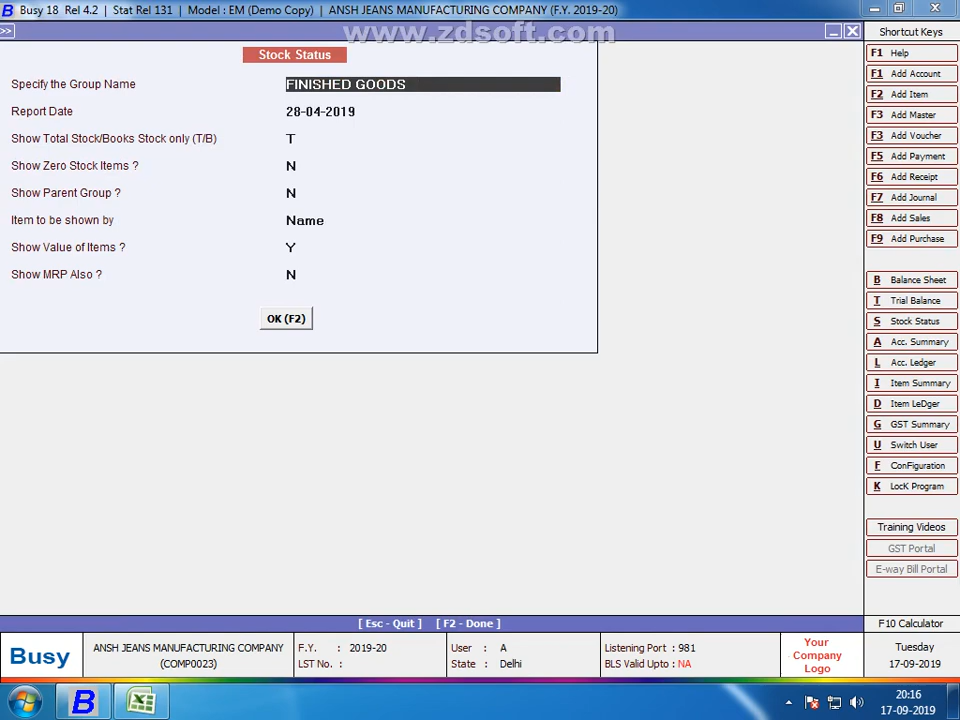 Busy 18 Rel 4.2 | Stat Rel 131 | Model : EM (Demo Copy) | ANSH JEANS MANUFACTURING COMPANY (F.Y. 2019-20)
www.zdsoft.com
>>
Stock Status
Specify the Group Name FINISHED GOODS
Report Date 28-04-2019
Show Total Stock/Books Stock only (T/B) T
Show Zero Stock Items ? N
Show Parent Group ? N
Item to be shown by Name
Show Value of Items ? Y
Show MRP Also ? N
OK (F2)
Shortcut Keys
F1 Help
F1 Add Account
F2 Add Item
F3 Add Master
F3 Add Voucher
F5 Add Payment
F6 Add Receipt
F7 Add Journal
F8 Add Sales
F9 Add Purchase
B Balance Sheet
T Trial Balance
S Stock Status
A Acc. Summary
L Acc. Ledger
I Item Summary
D Item LeDger
G GST Summary
U Switch User
F ConFiguration
K LocK Program
Training Videos
GST Portal
E-way Bill Portal
[ Esc - Quit ] [ F2 - Done ]
F10 Calculator
Busy
ANSH JEANS MANUFACTURING COMPANY
(COMP0023)
F.Y. : 2019-20
LST No. :
User : A
State : Delhi
Listening Port : 981
BLS Valid Upto : NA
Your
Company
Logo
Tuesday
17-09-2019
B
20:16
17-09-2019